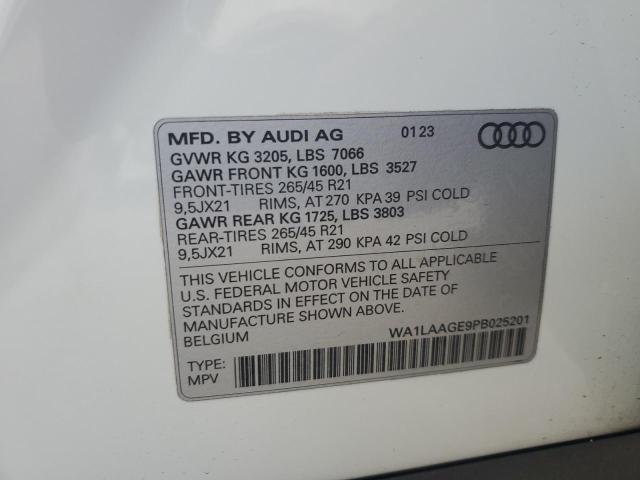 MFD. BY AUDI AG 0123
GVWR KG 3205, LBS 7066
GAWR FRONT KG 1600, LBS 3527
FRONT-TIRES 265/45 R21
9,5JX21 RIMS, AT 270 KPA 39 PSI COLD
GAWR REAR KG 1725, LBS 3803
REAR-TIRES 265/45 R21
9,5JX21 RIMS, AT 290 KPA 42 PSI COLD
THIS VEHICLE CONFORMS TO ALL APPLICABLE
U.S. FEDERAL MOTOR VEHICLE SAFETY
STANDARDS IN EFFECT ON THE DATE OF
MANUFACTURE SHOWN ABOVE.
BELGIUM WA1LAAGE9PB025201
TYPE:
MPV